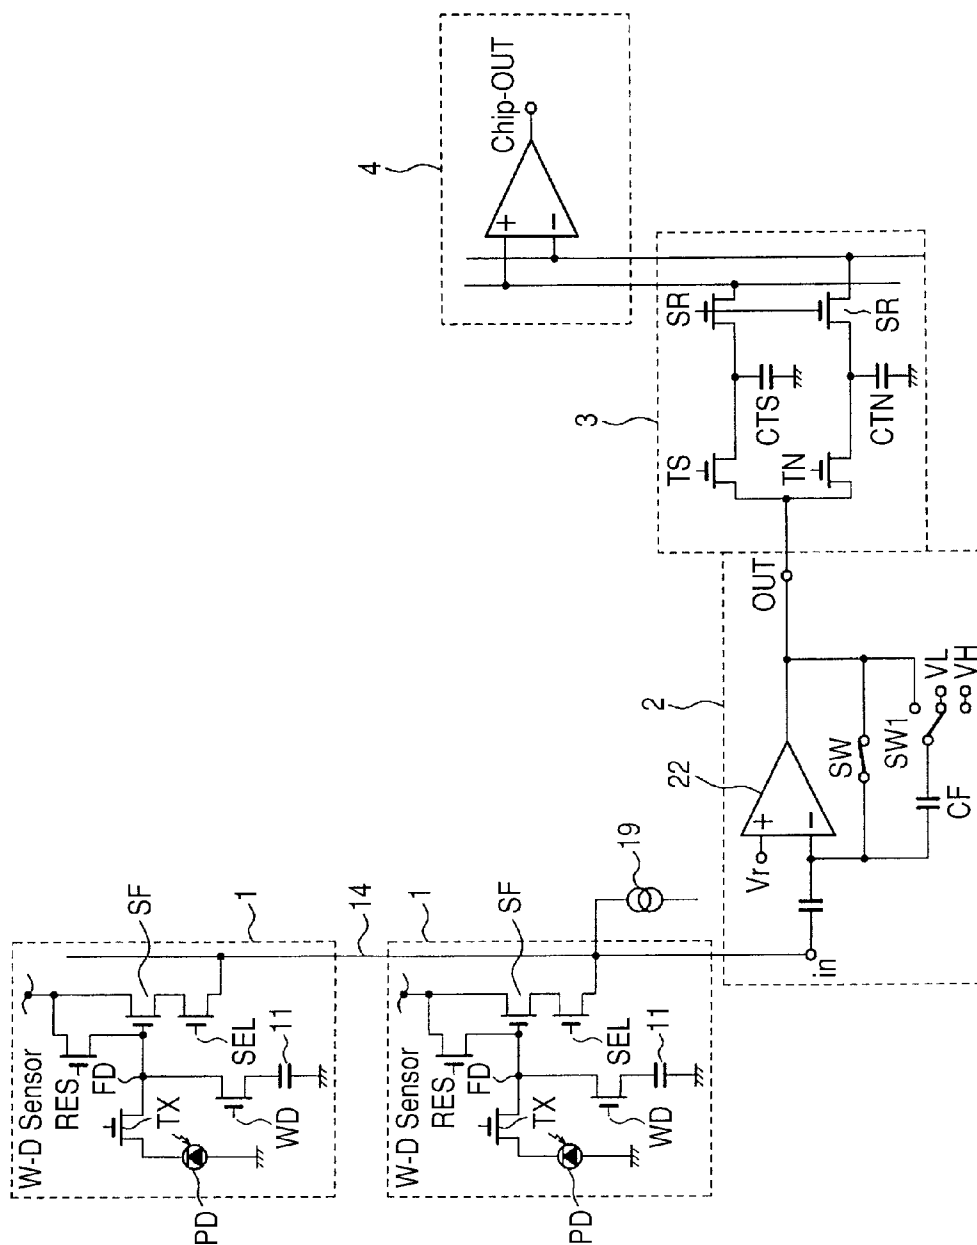 4
Chip-OUT
+
−
SR
SR
3
CTS
CTN
TS
TN
2
OUT
22
SW
SW1
VL
VH
CF
Vr
+
−
in
19
1
14
SF
W-D Sensor
RES
FD
TX
SEL
11
WD
PD
1
SF
W-D Sensor
RES
FD
TX
SEL
11
WD
PD